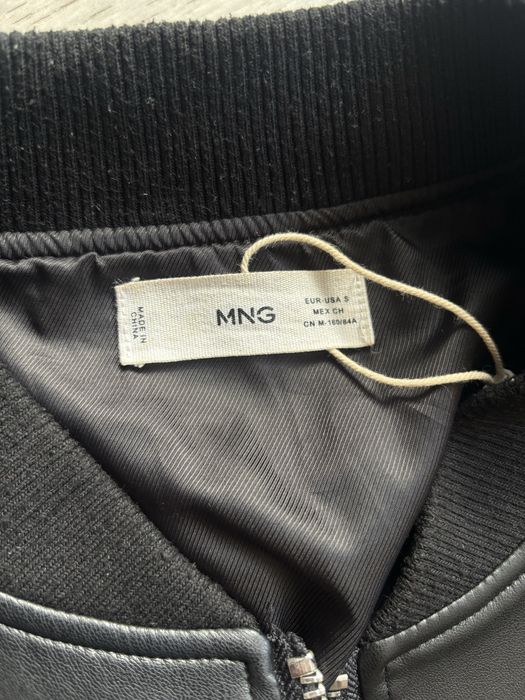 MADE IN
CHINA
MNG
EUR-USA S
MEX CH
CN M-160/84A